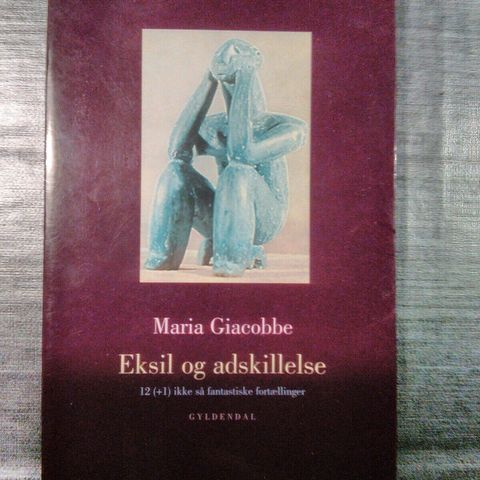 Maria Giacobbe
Eksil og adskillelse
12 (+1) ikke så fantastiske fortællinger
GYLDENDAL